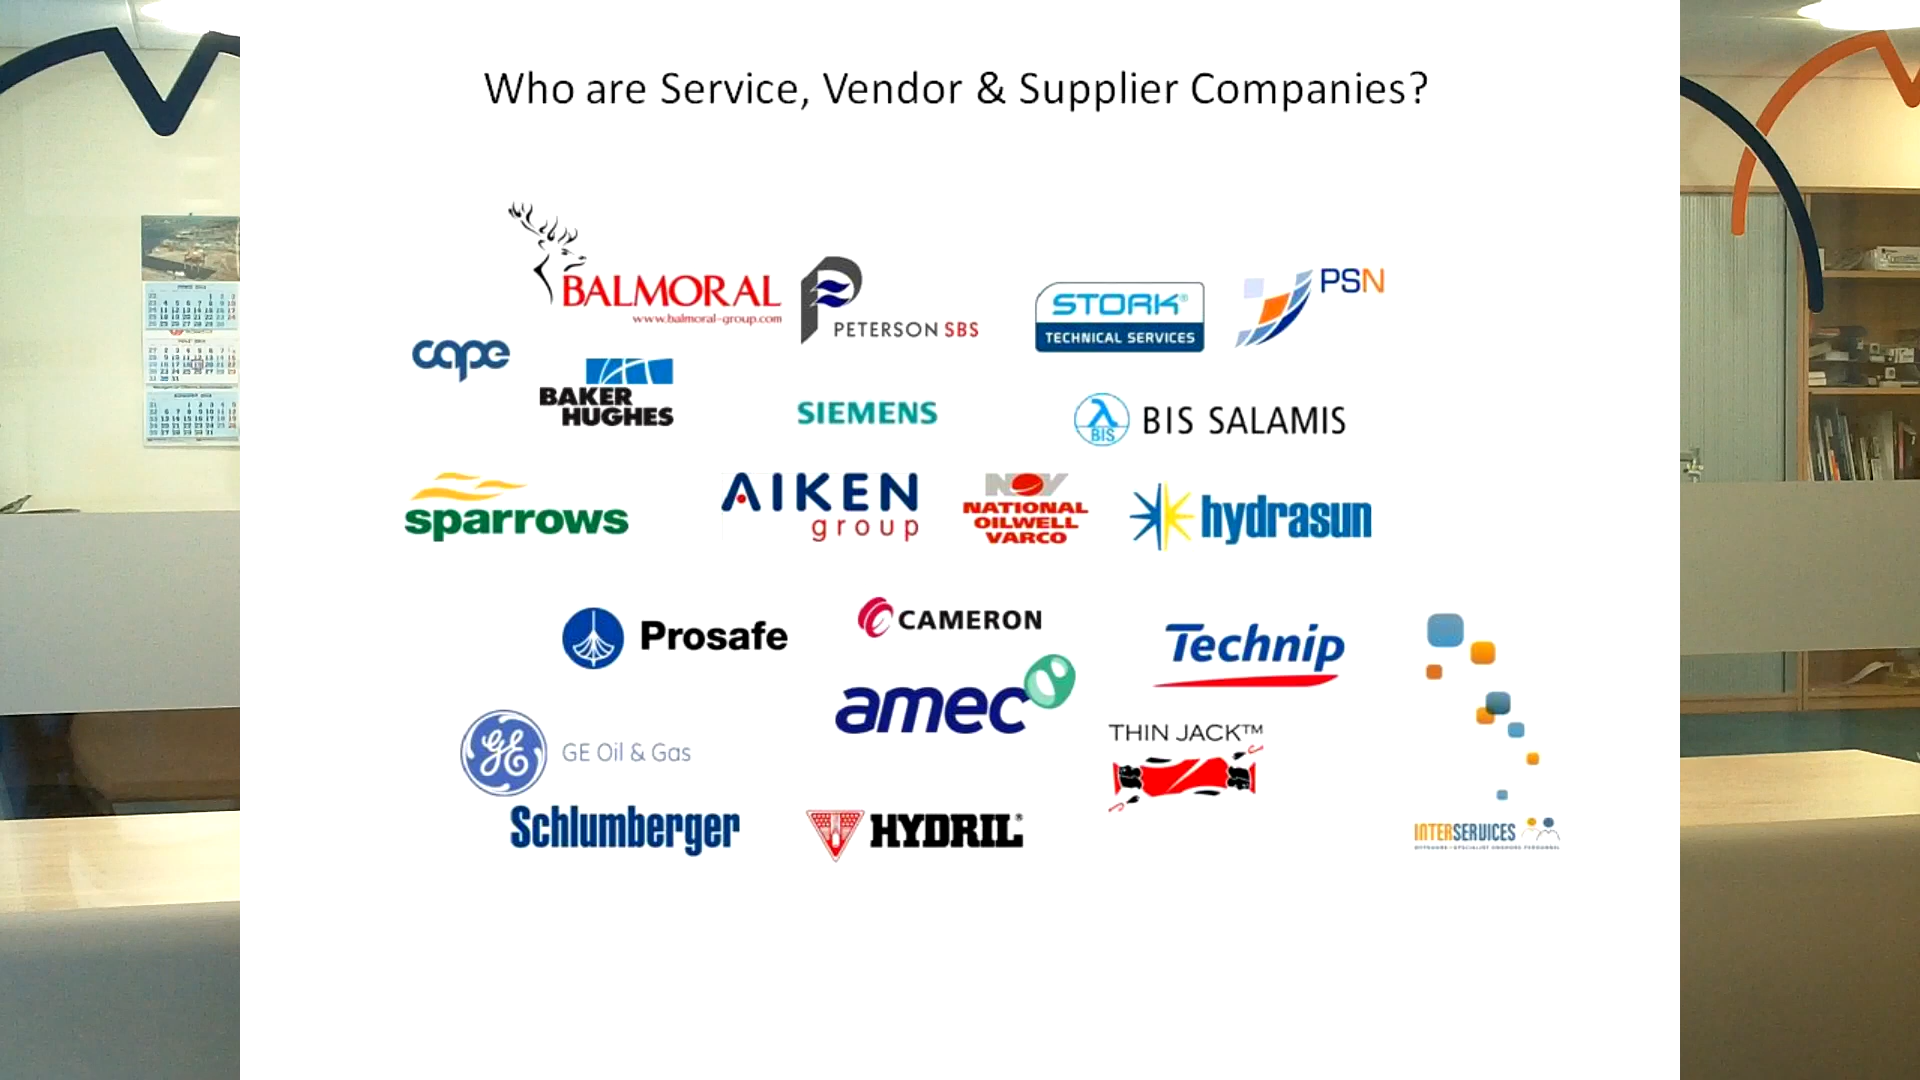 Who are Service, Vendor & Supplier Companies?
BALMORAL
www.balmoral-group.com
PETERSON SBS
STORK®
TECHNICAL SERVICES
PSN
cape
BAKER
HUGHES
SIEMENS
BIS
BIS SALAMIS
sparrows
AIKEN
group
NOV
NATIONAL
OILWELL
VARCO
hydrasun
Prosafe
CAMERON
Technip
amec
GE
GE Oil & Gas
THIN JACK™
Schlumberger
HYDRIL®
INTERSERVICES